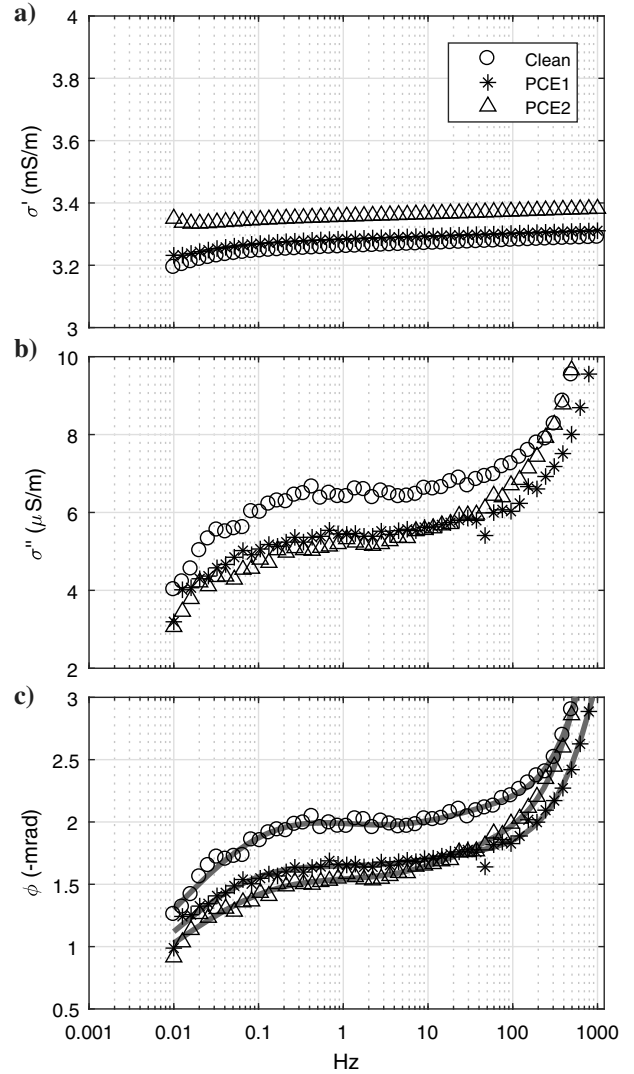 a)
4
3.8
3.6
3.4
3.2
3
σ' (mS/m)
Clean
PCE1
PCE2
b)
10
8
6
4
2
σ'' (μ S/m)
c)
3
2.5
2
1.5
1
0.5
ϕ (-mrad)
0.001 0.01 0.1 1 10 100 1000
Hz